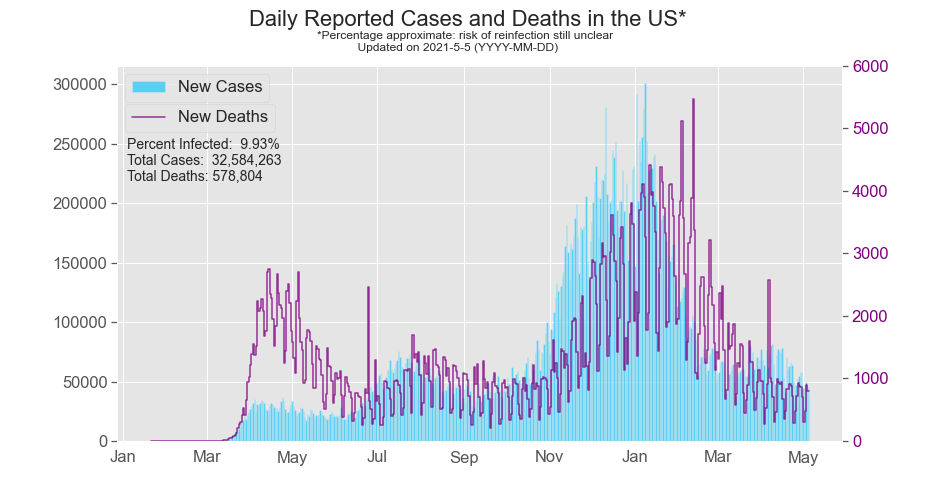 Daily Reported Cases and Deaths in the US*
*Percentage approximate: risk of reinfection still unclear
Updated on 2021-5-5 (YYYY-MM-DD)
New Cases
New Deaths
Percent Infected:  9.93%
Total Cases:  32,584,263
Total Deaths: 578,804
300000
250000
200000
150000
100000
50000
0
6000
5000
4000
3000
2000
1000
0
Jan Mar May Jul Sep Nov Jan Mar May